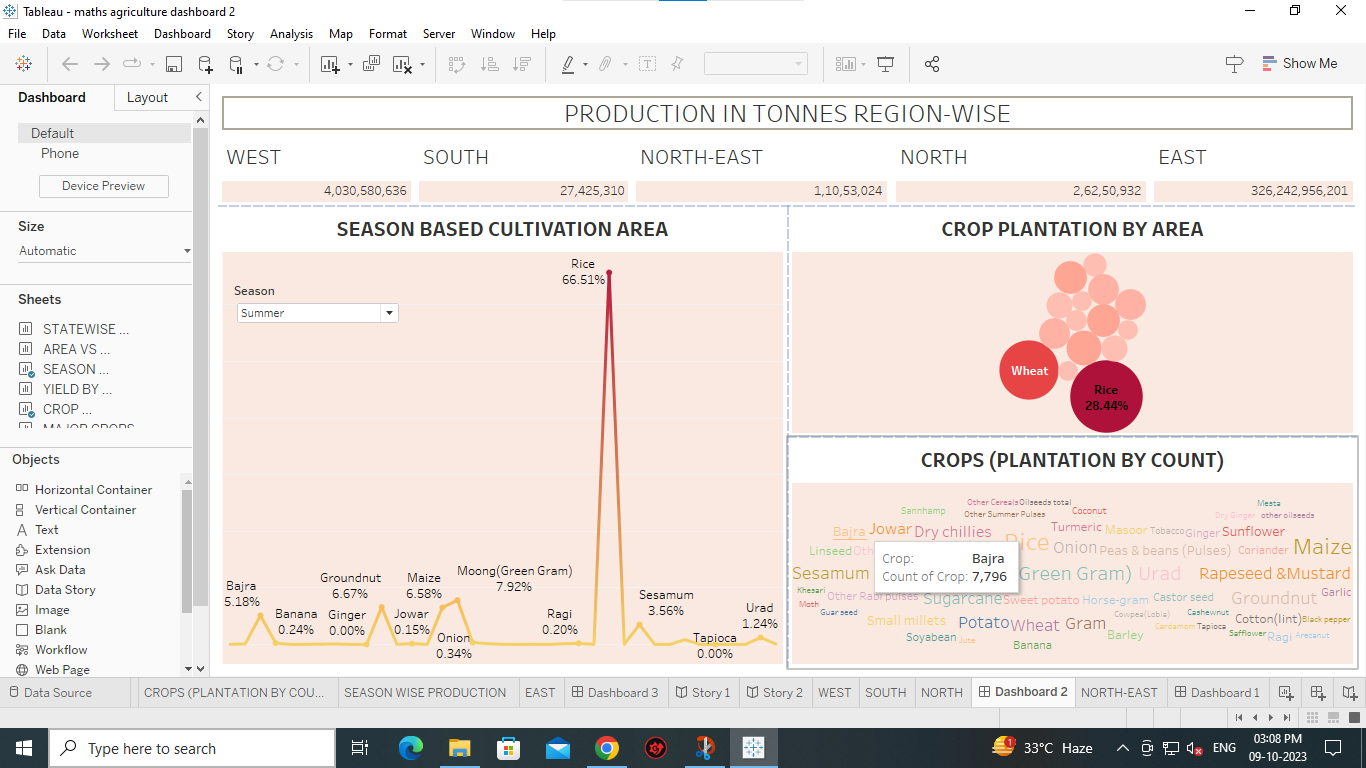 Tableau - maths agriculture dashboard 2
File Data Worksheet Dashboard Story Analysis Map Format Server Window Help
Show Me
Dashboard Layout
Default
Phone
Device Preview
Size
Automatic
Sheets
STATEWISE ...
AREA VS ...
SEASON ...
YIELD BY ...
CROP ...
MAJOR CROPS
Objects
Horizontal Container
Vertical Container
Text
Extension
Ask Data
Data Story
Image
Blank
Workflow
Web Page
PRODUCTION IN TONNES REGION-WISE
WEST SOUTH NORTH-EAST NORTH EAST
4,030,580,636 27,425,310 1,10,53,024 2,62,50,932 326,242,956,201
SEASON BASED CULTIVATION AREA
Season
Summer
Rice
66.51%
Bajra
5.18%
Banana
0.24%
Groundnut
6.67%
Ginger
0.00%
Maize
6.58%
Jowar
0.15%
Moong(Green Gram)
7.92%
Onion
0.34%
Ragi
0.20%
Sesamum
3.56%
Tapioca
0.00%
Urad
1.24%
CROP PLANTATION BY AREA
Wheat
Rice
28.44%
CROPS (PLANTATION BY COUNT)
Other Cereals Oilseeds total Mesta
Sannhamp Other Summer Pulses Coconut Dry Ginger other oilseeds
Bajra Jowar Dry chillies Turmeric Masoor Tobacco Ginger Sunflower
Linseed Oth Rice Onion Peas & beans (Pulses) Coriander Maize
Crop: Bajra
Count of Crop: 7,796
Sesamum (Green Gram) Urad Rapeseed &Mustard
Khesari Other Rabi pulses Sugarcane Sweet potato Horse-gram Castor seed Groundnut Garlic
Moth Guar seed Small millets Potato Wheat Gram Cowpea(Lobia) Cashewnut Cotton(lint) Black pepper
Cardamom Tapioca
Soyabean Jute Barley Safflower Ragi Arecanut
Banana
Data Source CROPS (PLANTATION BY COU... SEASON WISE PRODUCTION EAST Dashboard 3 Story 1 Story 2 WEST SOUTH NORTH Dashboard 2 NORTH-EAST Dashboard 1
Type here to search
33°C Haze
ENG
03:08 PM
09-10-2023
1